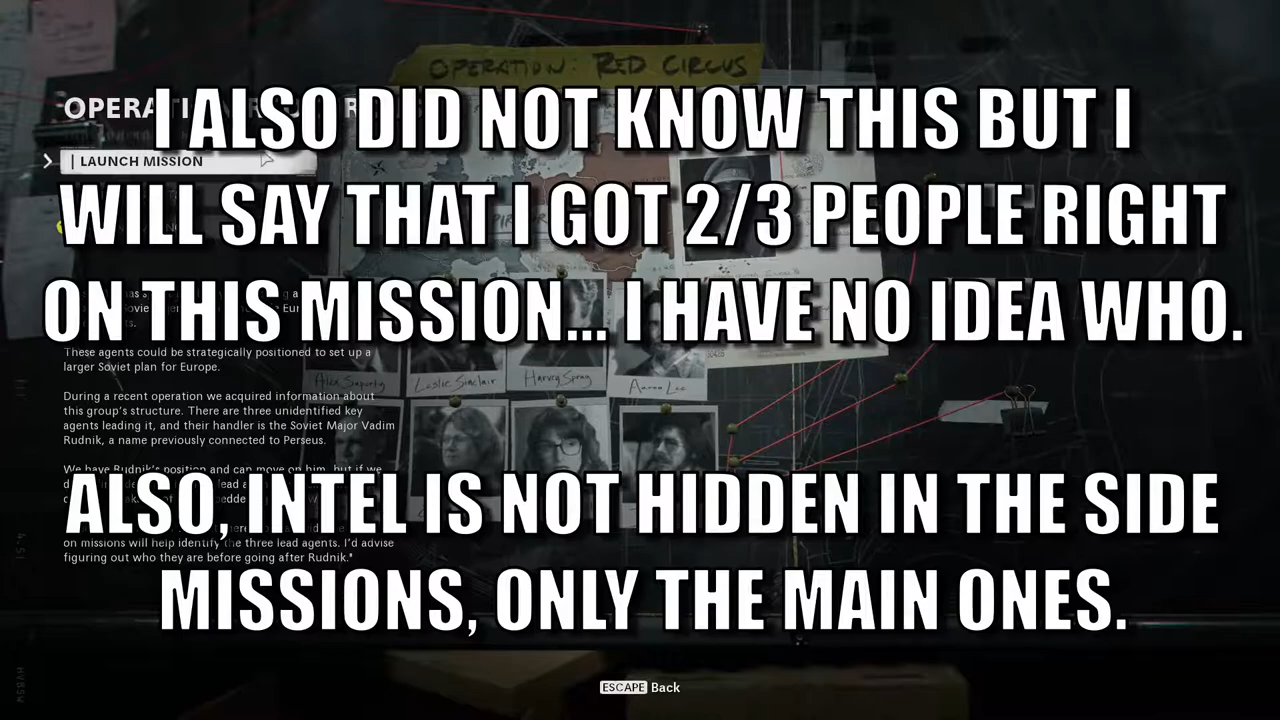 OPERATION: RED CIRCUS
I ALSO DID NOT KNOW THIS BUT I
| LAUNCH MISSION
WILL SAY THAT I GOT 2/3 PEOPLE RIGHT
ON THIS MISSION... I HAVE NO IDEA WHO.
These agents could be strategically positioned to set up a
larger Soviet plan for Europe.
Alex Saporty
Leslie Sinclair
Harvey Sprag
Aaron Lee
During a recent operation we acquired information about
this group's structure. There are three unidentified key
agents leading it, and their handler is the Soviet Major Vadim
Rudnik, a name previously connected to Perseus.
We have Rudnik's position and can move on him, but if we
ALSO, INTEL IS NOT HIDDEN IN THE SIDE
on missions will help identify the three lead agents. I'd advise
figuring out who they are before going after Rudnik."
MISSIONS, ONLY THE MAIN ONES.
ESCAPE Back